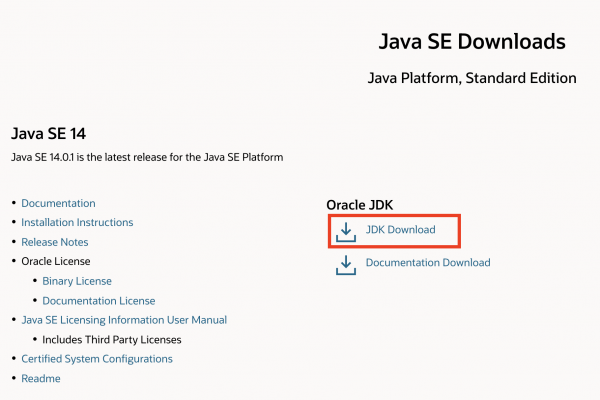 Java SE Downloads
Java Platform, Standard Edition
Java SE 14
Java SE 14.0.1 is the latest release for the Java SE Platform
Documentation
Installation Instructions
Release Notes
Oracle License
Binary License
Documentation License
Java SE Licensing Information User Manual
Includes Third Party Licenses
Certified System Configurations
Readme
Oracle JDK
JDK Download
Documentation Download